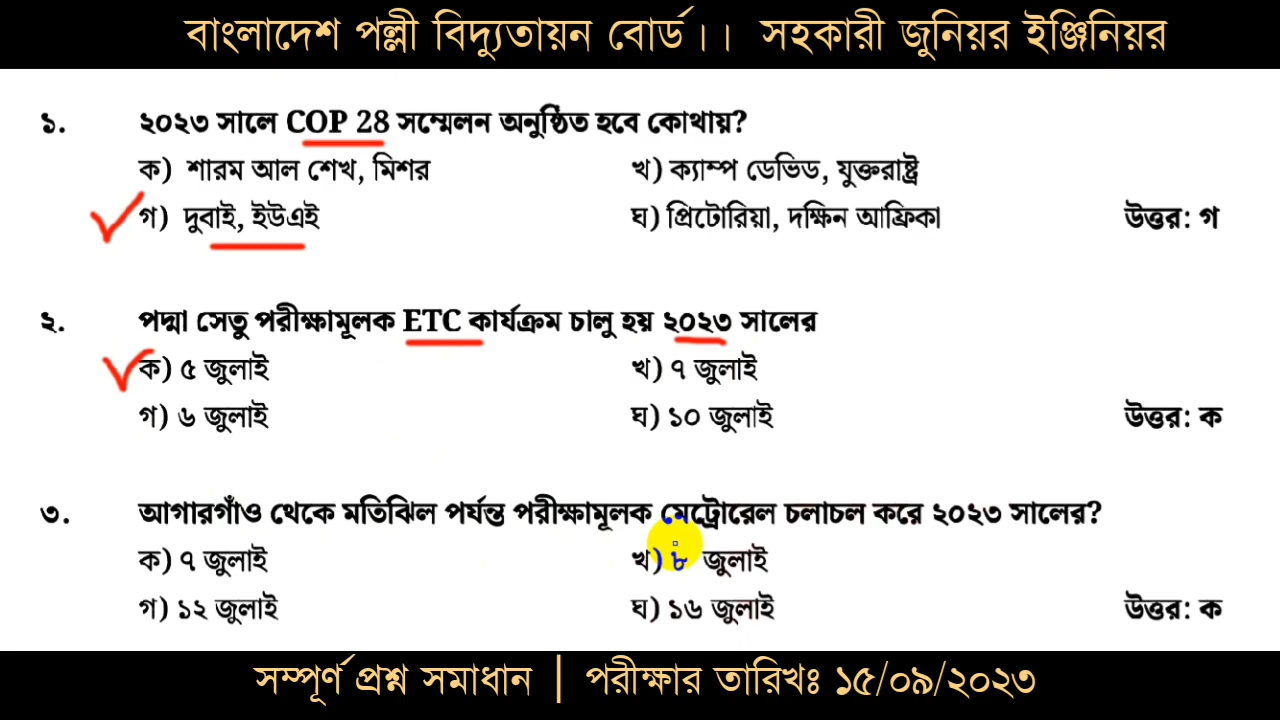 বাংলাদেশ পল্লী বিদ্যুতায়ন বোর্ড।। সহকারী জুনিয়র ইঞ্জিনিয়র
১. ২০২৩ সালে COP 28 সম্মেলন অনুষ্ঠিত হবে কোথায়?
ক) শারম আল শেখ, মিশর খ) ক্যাম্প ডেভিড, যুক্তরাষ্ট্র
গ) দুবাই, ইউএই ঘ) প্রিটোরিয়া, দক্ষিন আফ্রিকা উত্তর: গ
২. পদ্মা সেতু পরীক্ষামূলক ETC কার্যক্রম চালু হয় ২০২৩ সালের
ক) ৫ জুলাই খ) ৭ জুলাই
গ) ৬ জুলাই ঘ) ১০ জুলাই উত্তর: ক
৩. আগারগাঁও থেকে মতিঝিল পর্যন্ত পরীক্ষামূলক মেট্রোরেল চলাচল করে ২০২৩ সালের?
ক) ৭ জুলাই খ) ৮ জুলাই
গ) ১২ জুলাই ঘ) ১৬ জুলাই উত্তর: ক
সম্পূর্ণ প্রশ্ন সমাধান | পরীক্ষার তারিখঃ ১৫/০৯/২০২৩